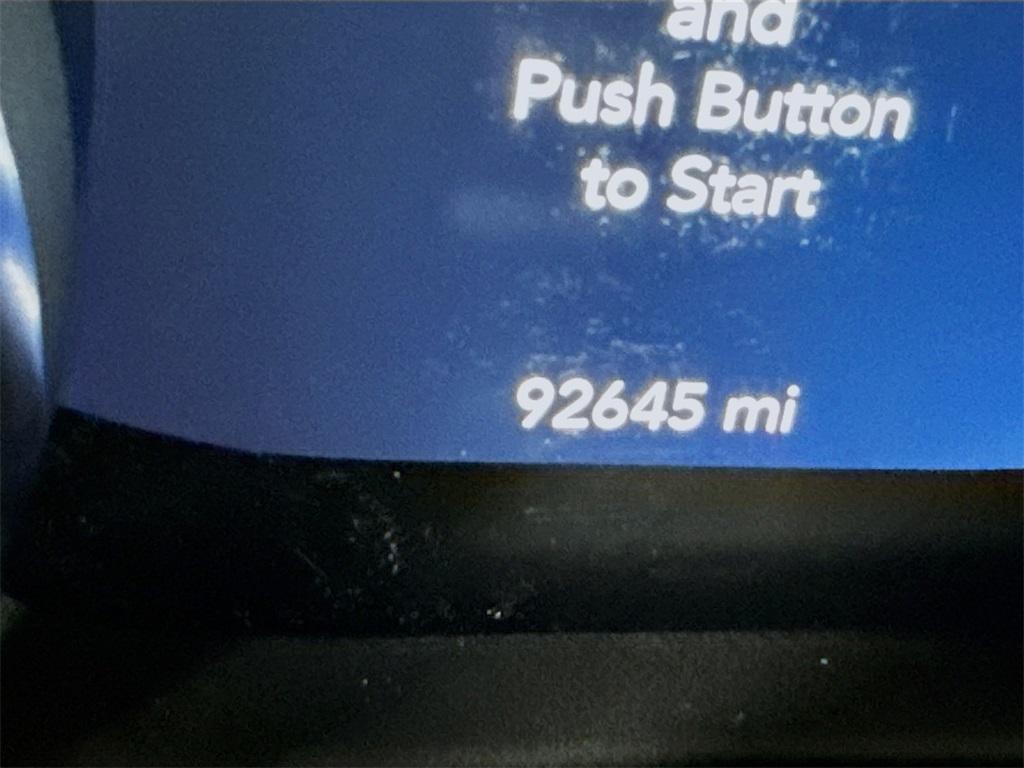 and
Push Button
to Start
92645 mi